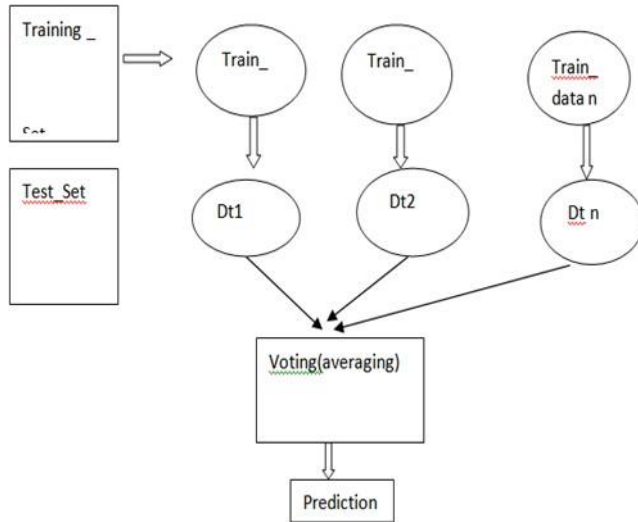 Training _
Train_
Train_
Train_
data n
Test_Set
Dt1
Dt2
Dt n
Voting(averaging)
Prediction